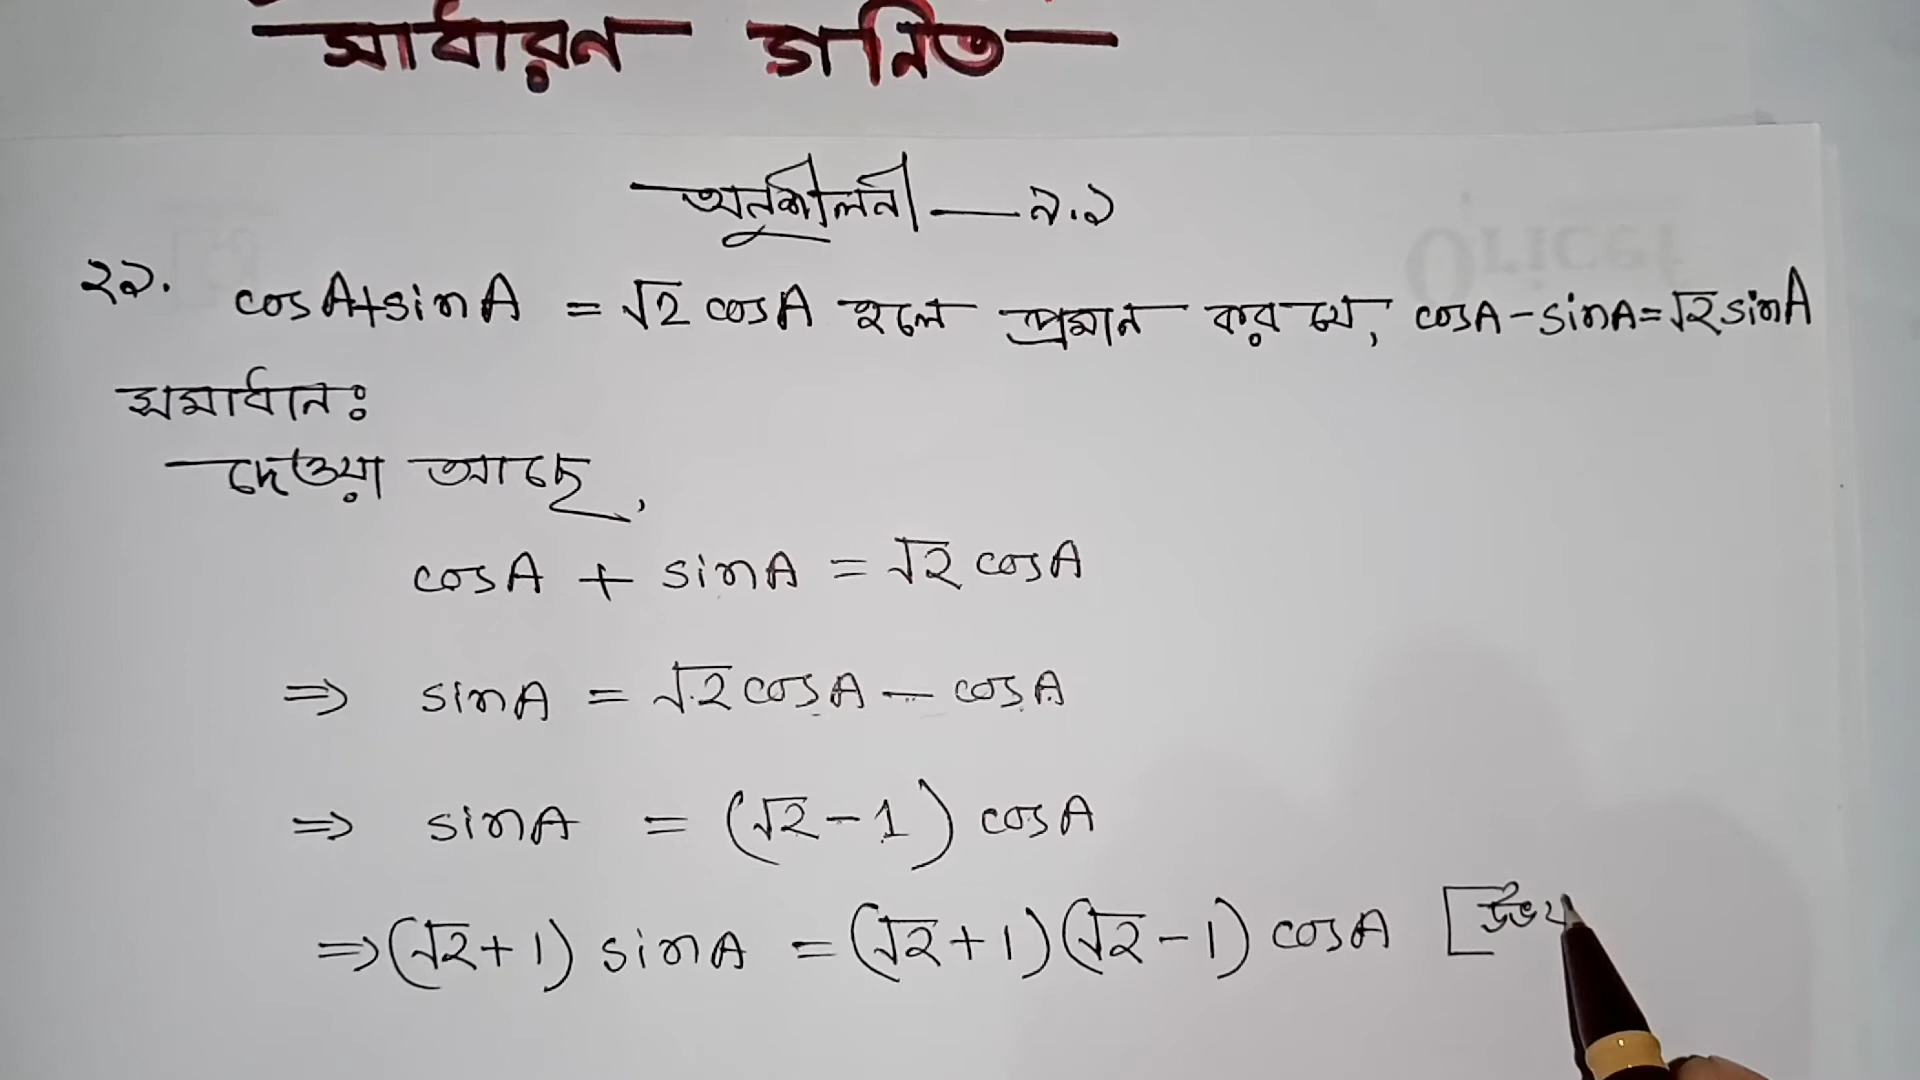 সাধারন গনিত
অনুশীলনী — ৯.১
২১. cosA+sinA = √2 cosA হলে প্রমান কর যে, cosA-sinA=√2 sinA
সমাধানঃ
দেওয়া আছে,
cosA + sinA = √2 cosA
⇒ sinA = √2 cosA - cosA
⇒ sinA = (√2-1) cosA
⇒ (√2+1) sinA = (√2+1)(√2-1) cosA [উভয়